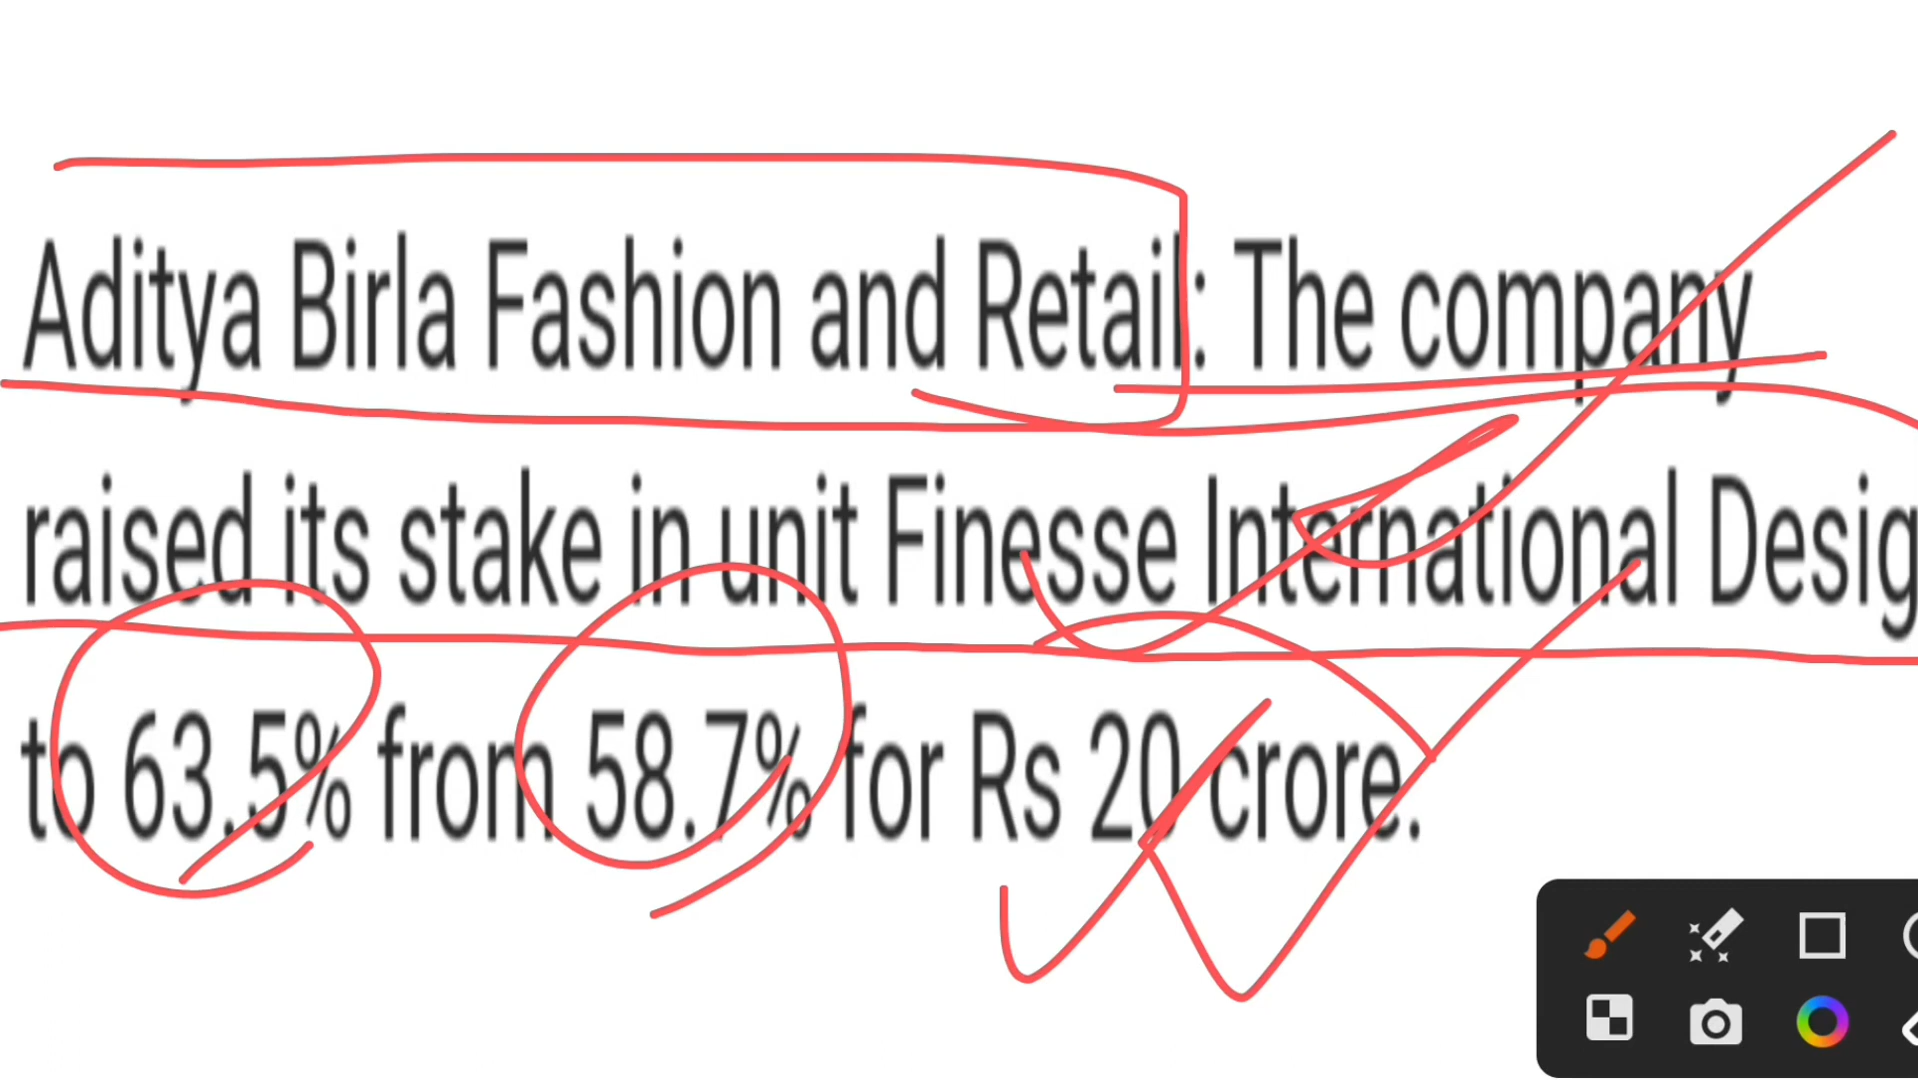 Aditya Birla Fashion and Retail: The company
raised its stake in unit Finesse International Desig
to 63.5% from 58.7% for Rs 20 crore.